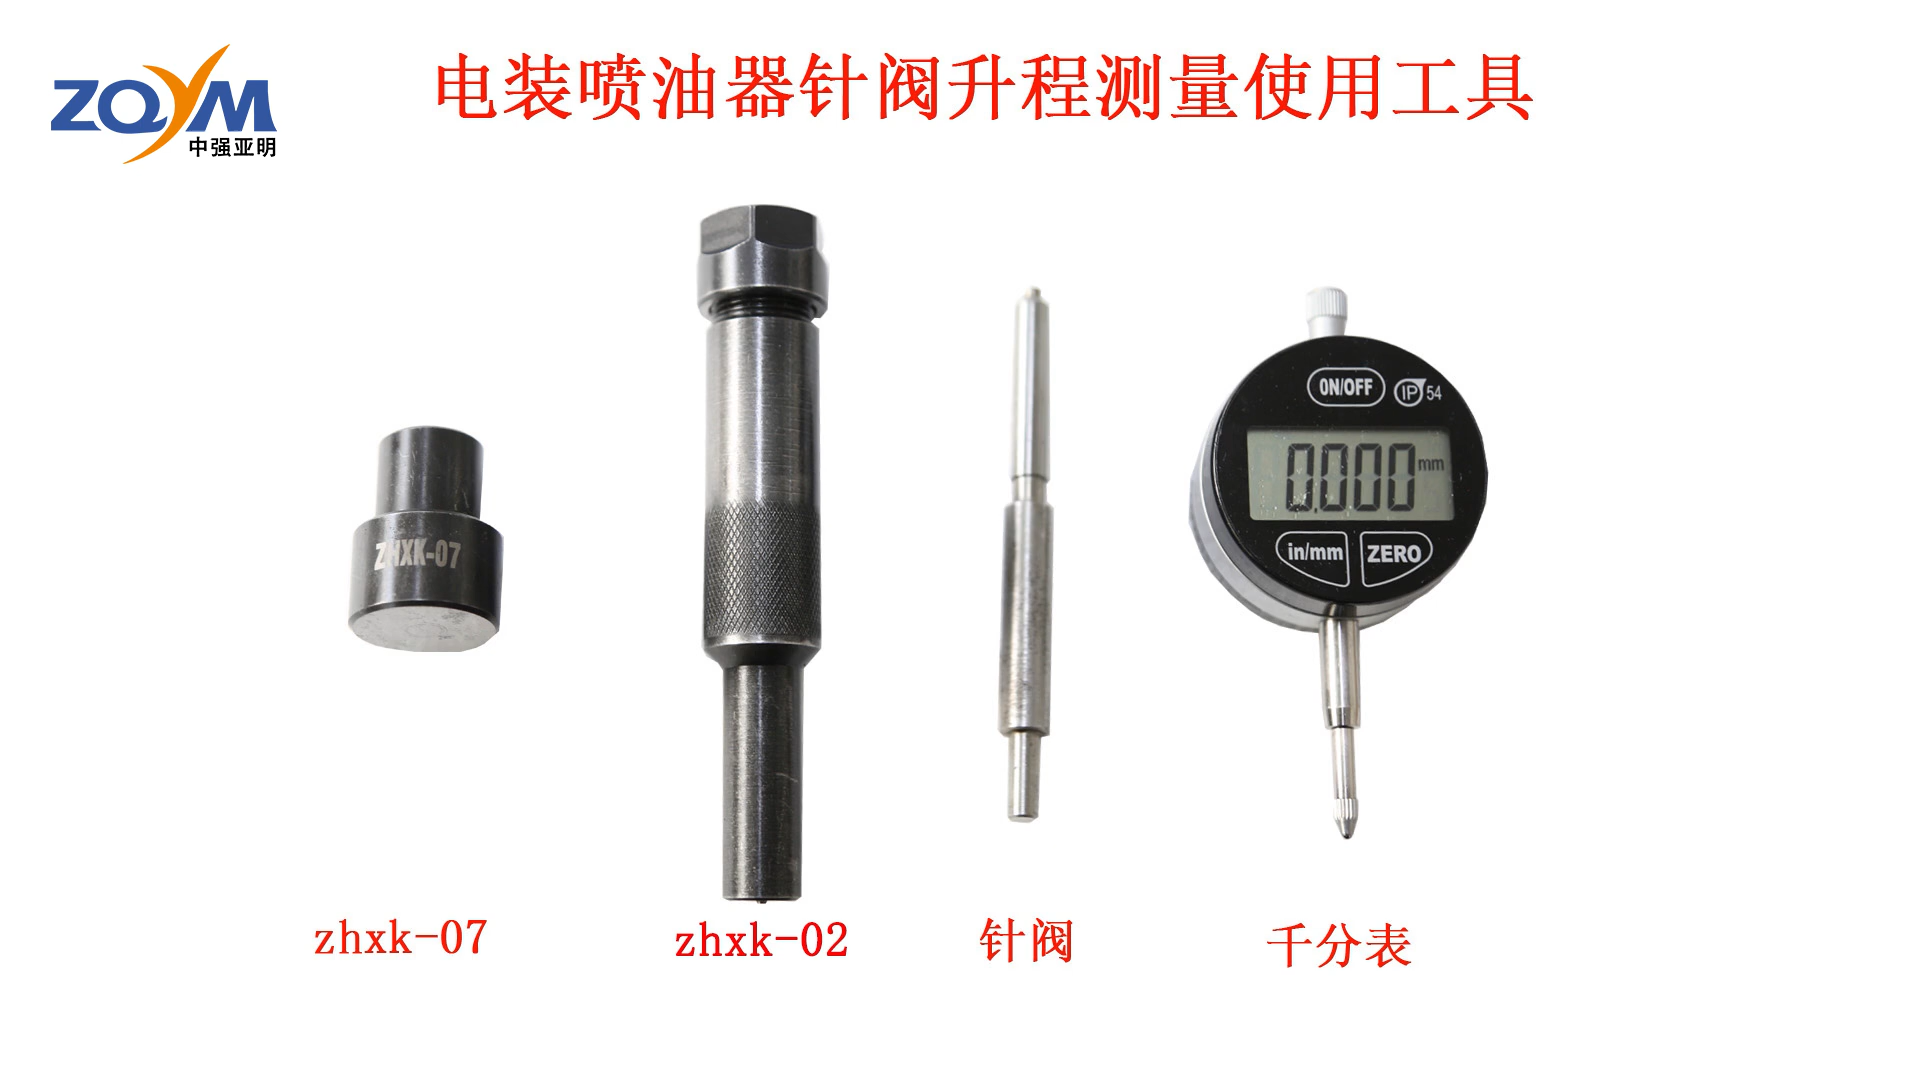 ZQYM
中强亚明
电装喷油器针阀升程测量使用工具
ON/OFF
IP54
0.000 mm
in/mm
ZERO
ZHXK-07
zhxk-07
zhxk-02
针阀
千分表